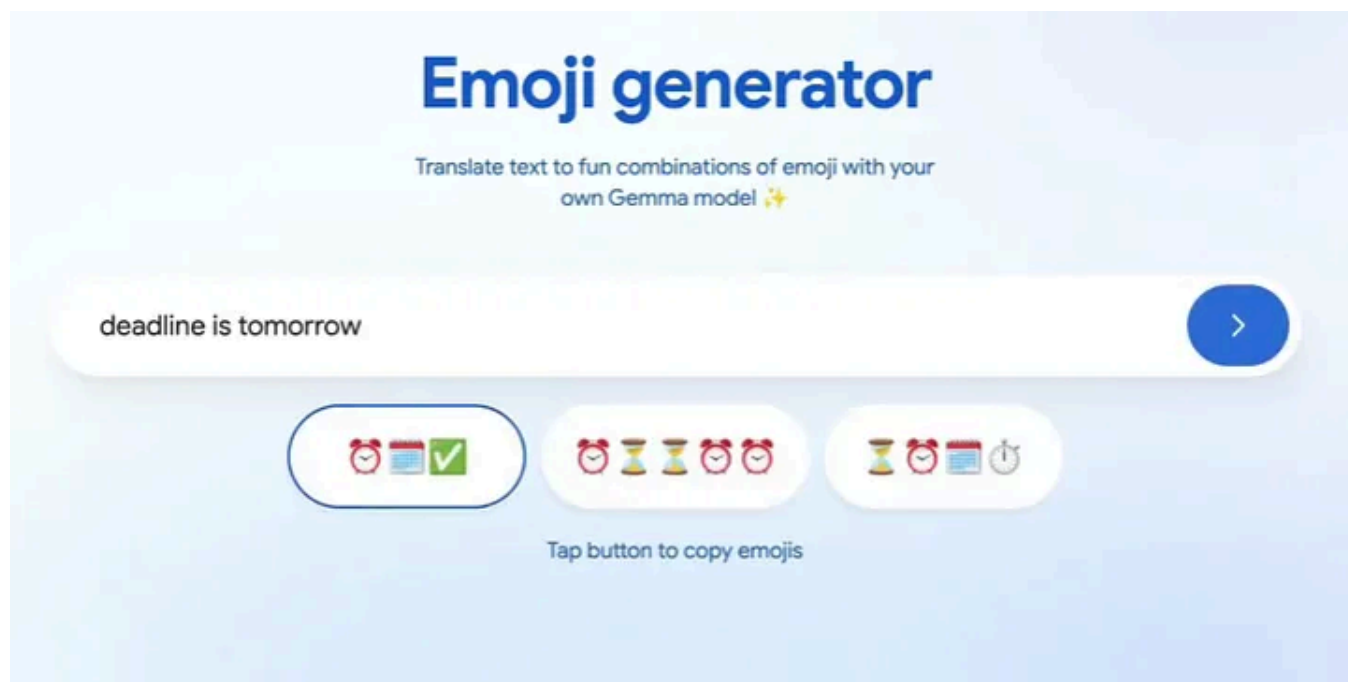 Emoji generator
Translate text to fun combinations of emoji with your
own Gemma model ✨
deadline is tomorrow
⏰🗓️✅ ⏰⏳⏳⏰⏰ ⏳⏰🗓️⏱️
Tap button to copy emojis